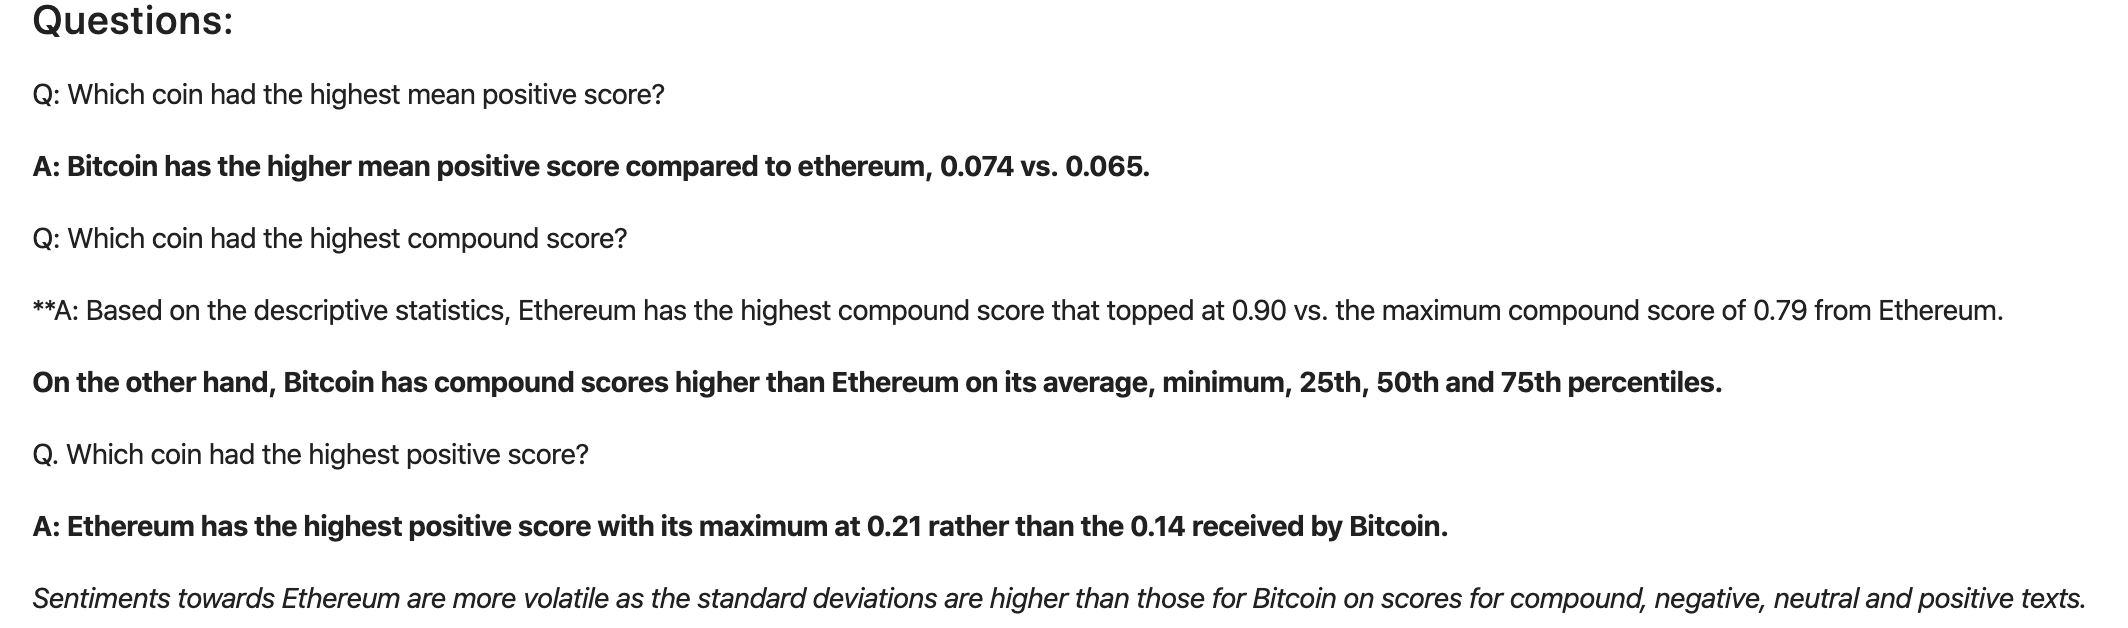 Questions:
Q: Which coin had the highest mean positive score?
A: Bitcoin has the higher mean positive score compared to ethereum, 0.074 vs. 0.065.
Q: Which coin had the highest compound score?
**A: Based on the descriptive statistics, Ethereum has the highest compound score that topped at 0.90 vs. the maximum compound score of 0.79 from Ethereum.
On the other hand, Bitcoin has compound scores higher than Ethereum on its average, minimum, 25th, 50th and 75th percentiles.
Q. Which coin had the highest positive score?
A: Ethereum has the highest positive score with its maximum at 0.21 rather than the 0.14 received by Bitcoin.
Sentiments towards Ethereum are more volatile as the standard deviations are higher than those for Bitcoin on scores for compound, negative, neutral and positive texts.